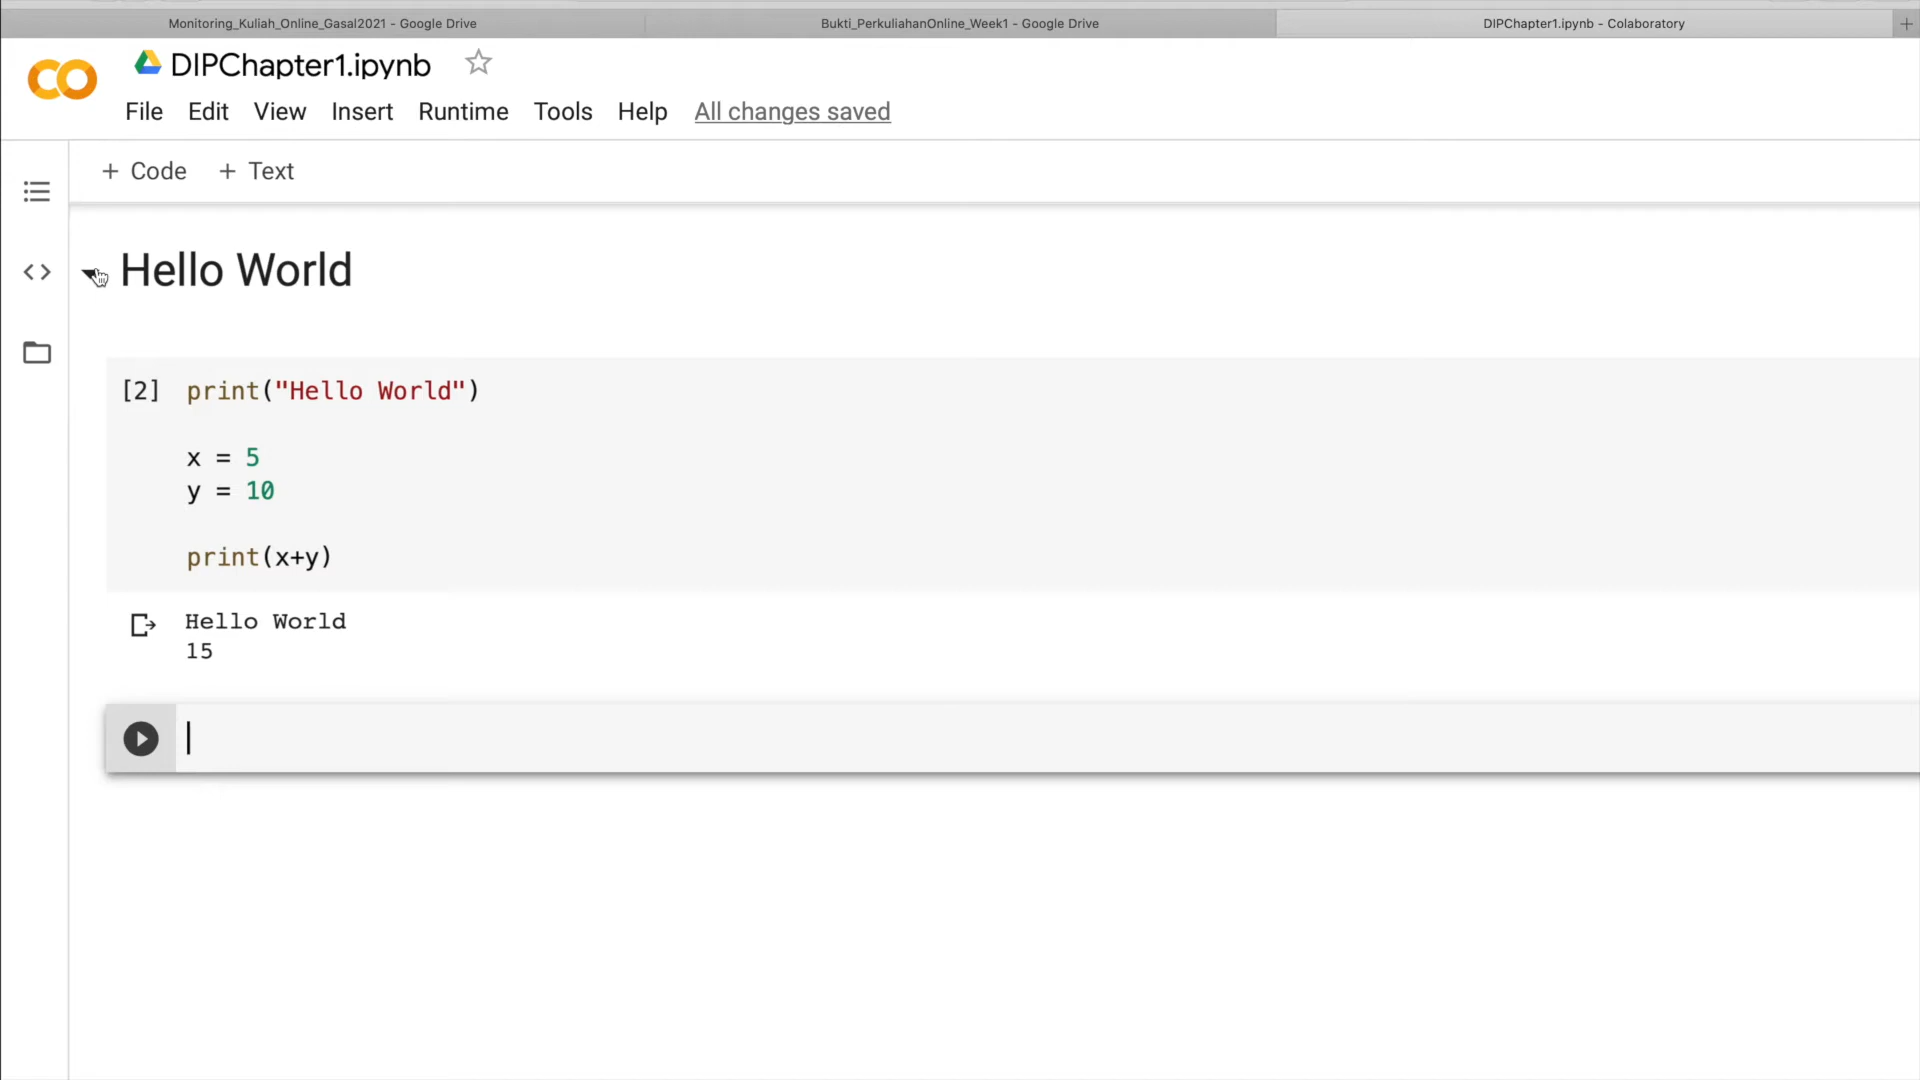 Monitoring_Kuliah_Online_Gasal2021 - Google Drive
Bukti_PerkuliahanOnline_Week1 - Google Drive
DIPChapter1.ipynb - Colaboratory
DIPChapter1.ipynb
File Edit View Insert Runtime Tools Help All changes saved
+ Code + Text
Hello World
[2] print("Hello World")
x = 5
y = 10
print(x+y)
Hello World
15